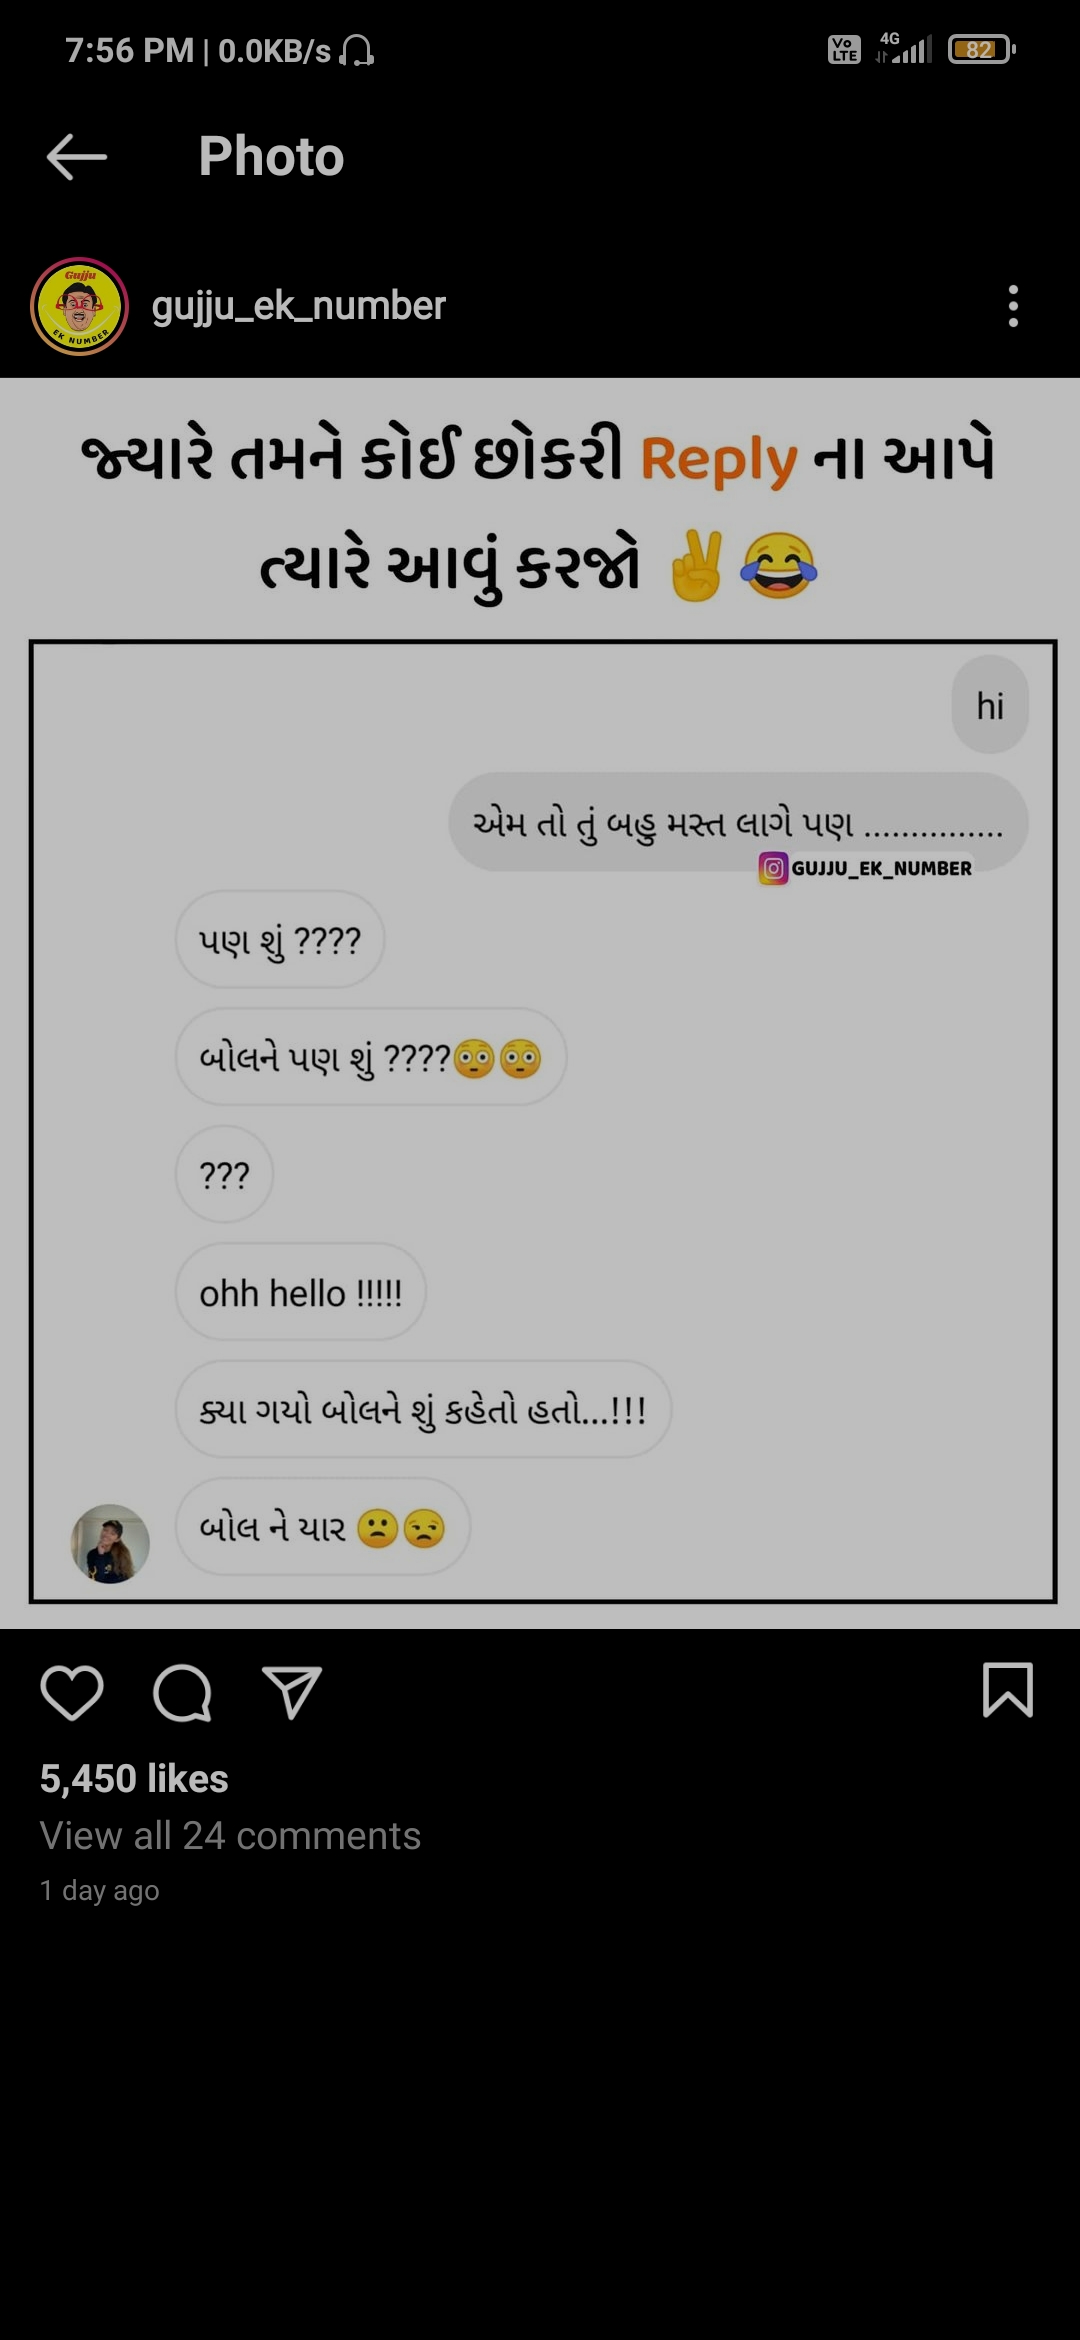 7:56 PM | 0.0KB/s
Vo LTE 4G 82
Photo
Gujju
EK NUMBER
gujju_ek_number
જ્યારે તમને કોઈ છોકરી Reply ના આપે
ત્યારે આવું કરજો ✌️😂
hi
એમ તો તું બહુ મસ્ત લાગે પણ ...............
GUJJU_EK_NUMBER
પણ શું ????
બોલને પણ શું ????😳😳
???
ohh hello !!!!!
ક્યા ગયો બોલને શું કહેતો હતો...!!!
બોલ ને યાર 🙁😒
5,450 likes
View all 24 comments
1 day ago